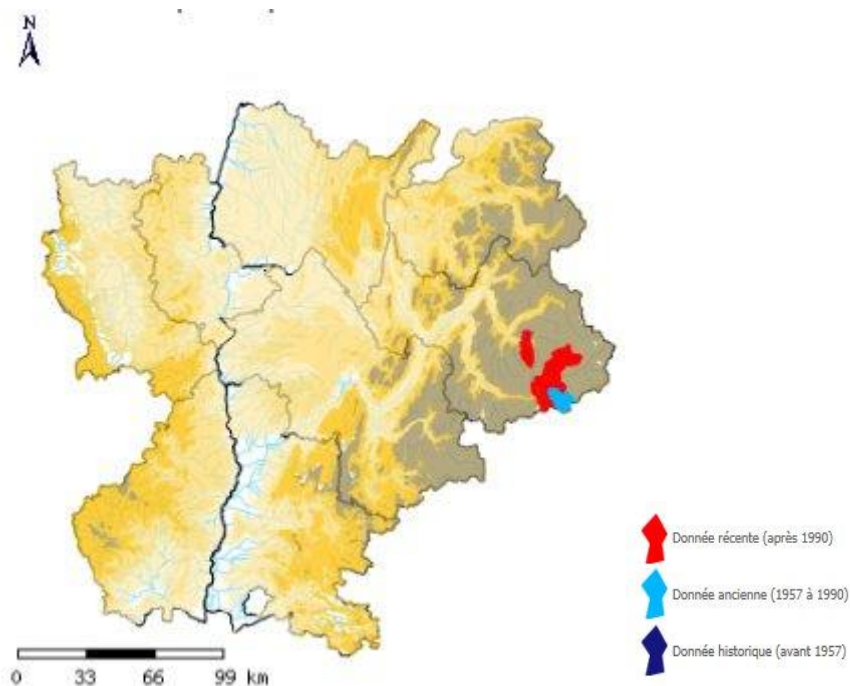 N
Donnée récente (après 1990)
Donnée ancienne (1957 à 1990)
Donnée historique (avant 1957)
0 33 66 99 km